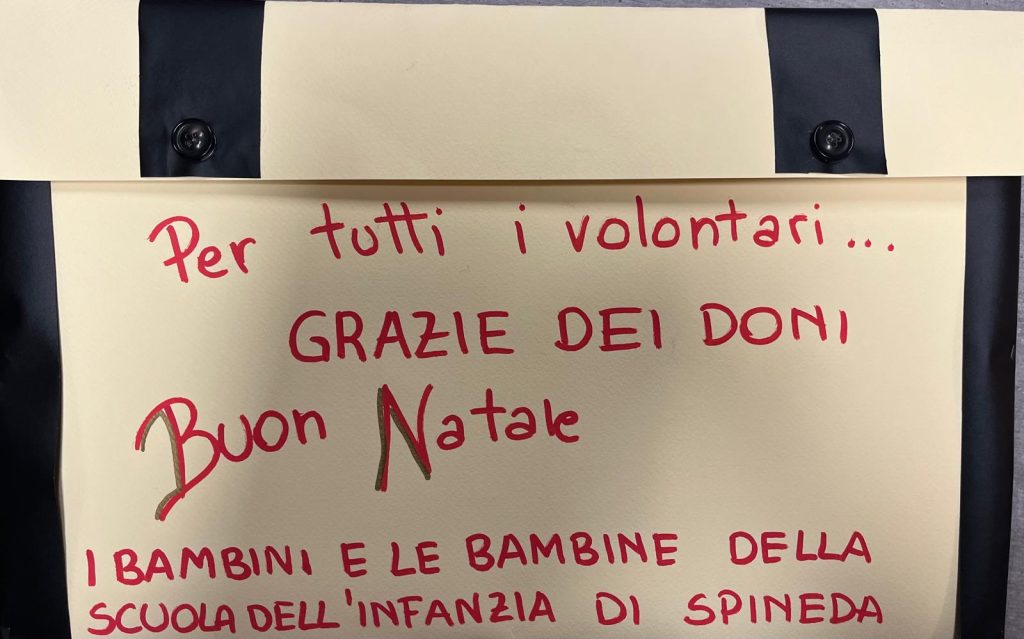 Per tutti i volontari...
GRAZIE DEI DONI
Buon Natale
I BAMBINI E LE BAMBINE DELLA
SCUOLA DELL'INFANZIA DI SPINEDA